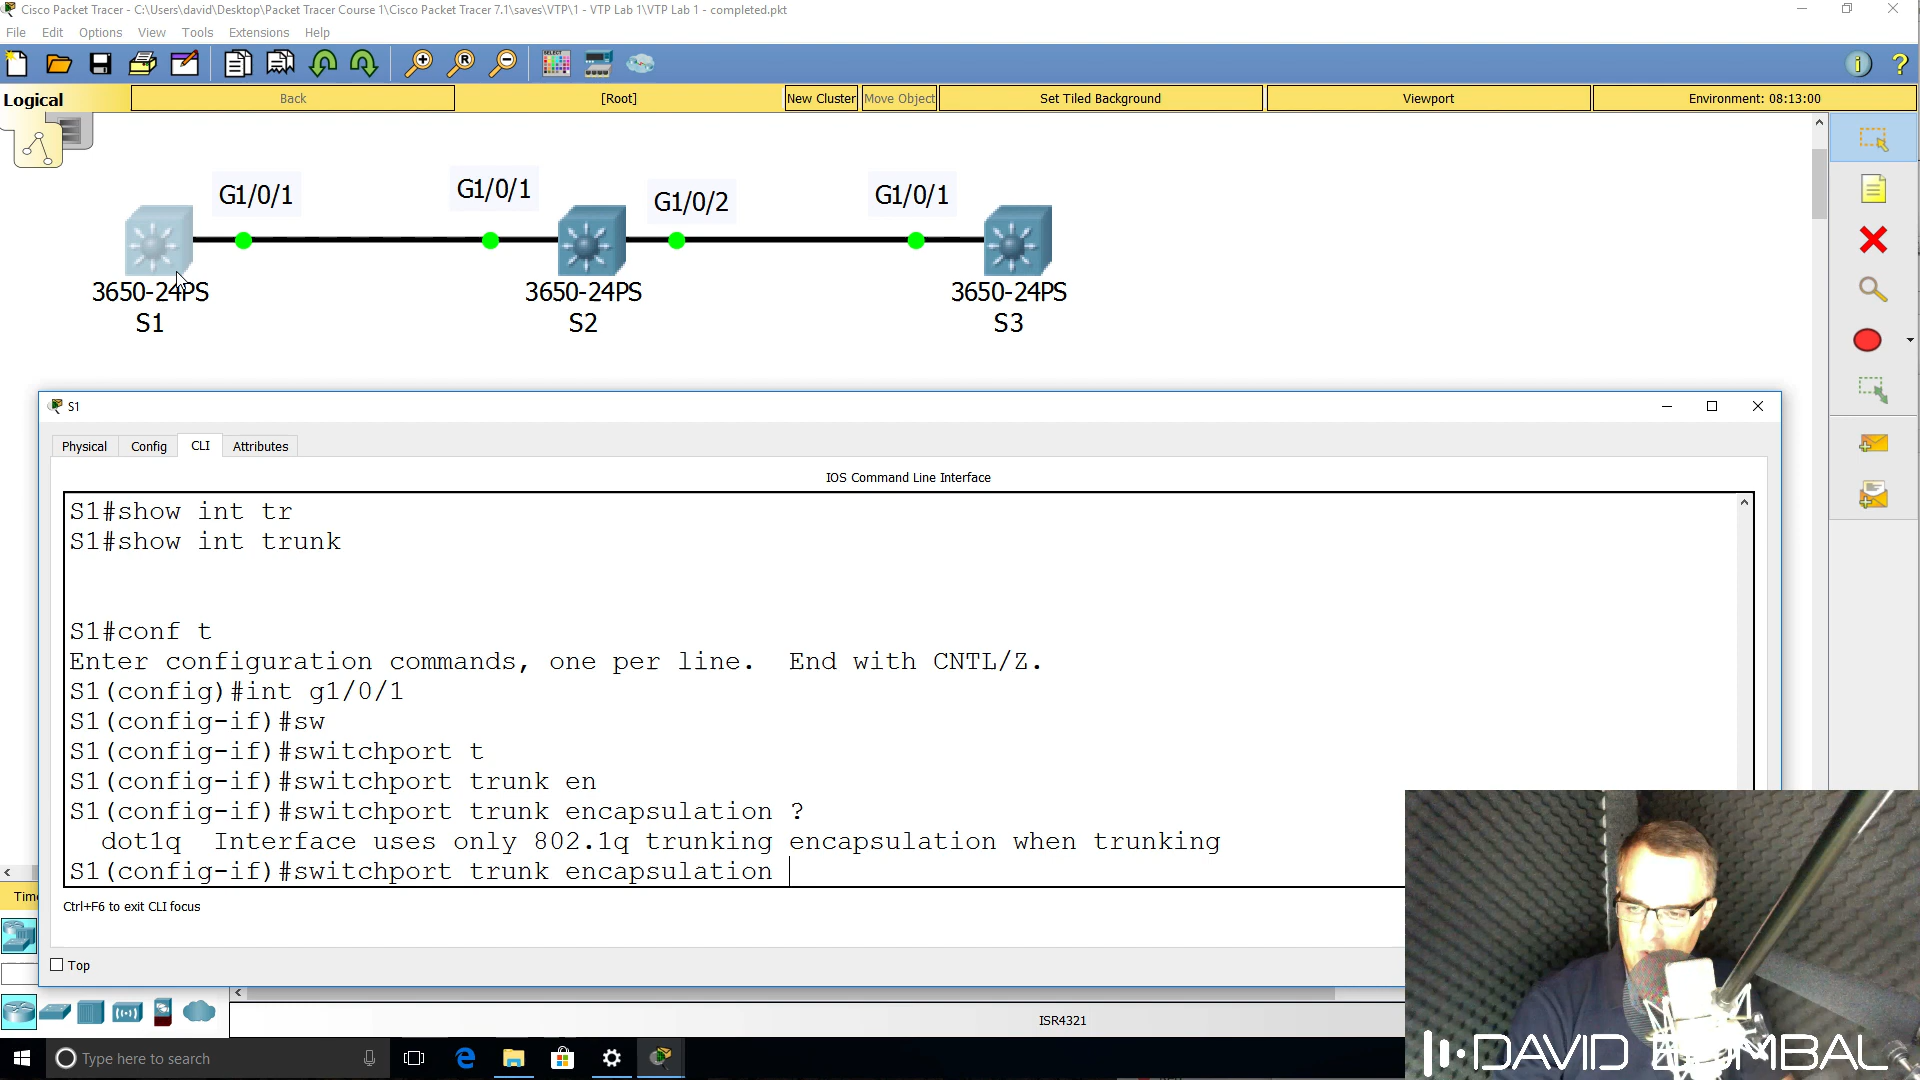 Cisco Packet Tracer - C:\Users\david\Desktop\Packet Tracer Course 1\Cisco Packet Tracer 7.1\saves\VTP\1 - VTP Lab 1\VTP Lab 1 - completed.pkt
File Edit Options View Tools Extensions Help
Logical Back [Root] New Cluster Move Object Set Tiled Background Viewport Environment: 08:13:00
G1/0/1 G1/0/1 G1/0/2 G1/0/1
3650-24PS 3650-24PS 3650-24PS
S1 S2 S3
S1
Physical Config CLI Attributes
IOS Command Line Interface
S1#show int tr
S1#show int trunk
S1#conf t
Enter configuration commands, one per line.  End with CNTL/Z.
S1(config)#int g1/0/1
S1(config-if)#sw
S1(config-if)#switchport t
S1(config-if)#switchport trunk en
S1(config-if)#switchport trunk encapsulation ?
dot1q  Interface uses only 802.1q trunking encapsulation when trunking
S1(config-if)#switchport trunk encapsulation
Ctrl+F6 to exit CLI focus
Top
ISR4321
Type here to search
DAVID